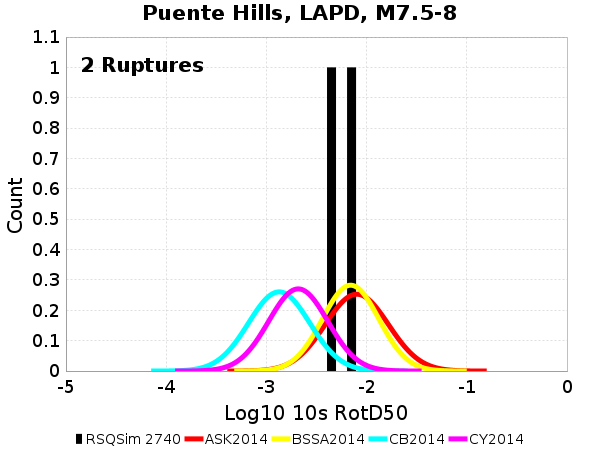 Puente Hills, LAPD, M7.5-8
2 Ruptures
1.1
1
0.9
0.8
0.7
0.6
0.5
0.4
0.3
0.2
0.1
0
Count
-5 -4 -3 -2 -1 0
Log10 10s RotD50
RSQSim 2740 ASK2014 BSSA2014 CB2014 CY2014